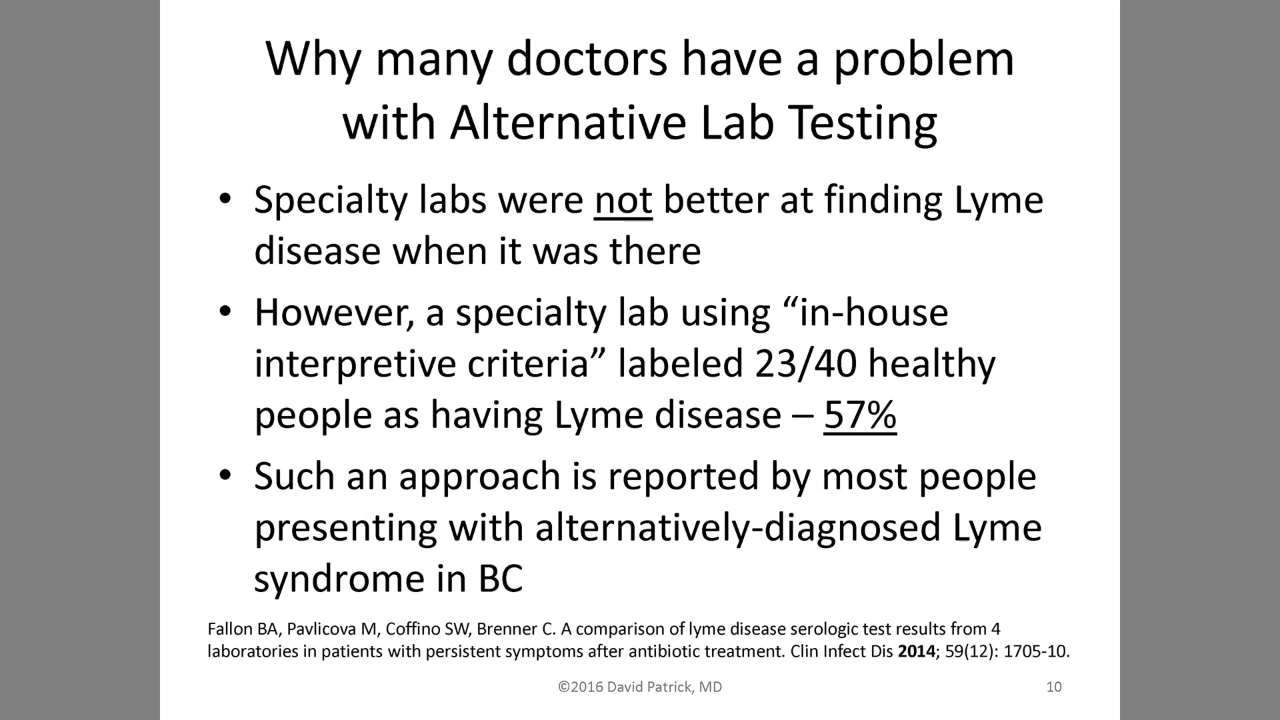 Why many doctors have a problem
with Alternative Lab Testing
• Specialty labs were not better at finding Lyme
disease when it was there
• However, a specialty lab using “in-house
interpretive criteria” labeled 23/40 healthy
people as having Lyme disease – 57%
• Such an approach is reported by most people
presenting with alternatively-diagnosed Lyme
syndrome in BC
Fallon BA, Pavlicova M, Coffino SW, Brenner C. A comparison of lyme disease serologic test results from 4
laboratories in patients with persistent symptoms after antibiotic treatment. Clin Infect Dis 2014; 59(12): 1705-10.
©2016 David Patrick, MD
10